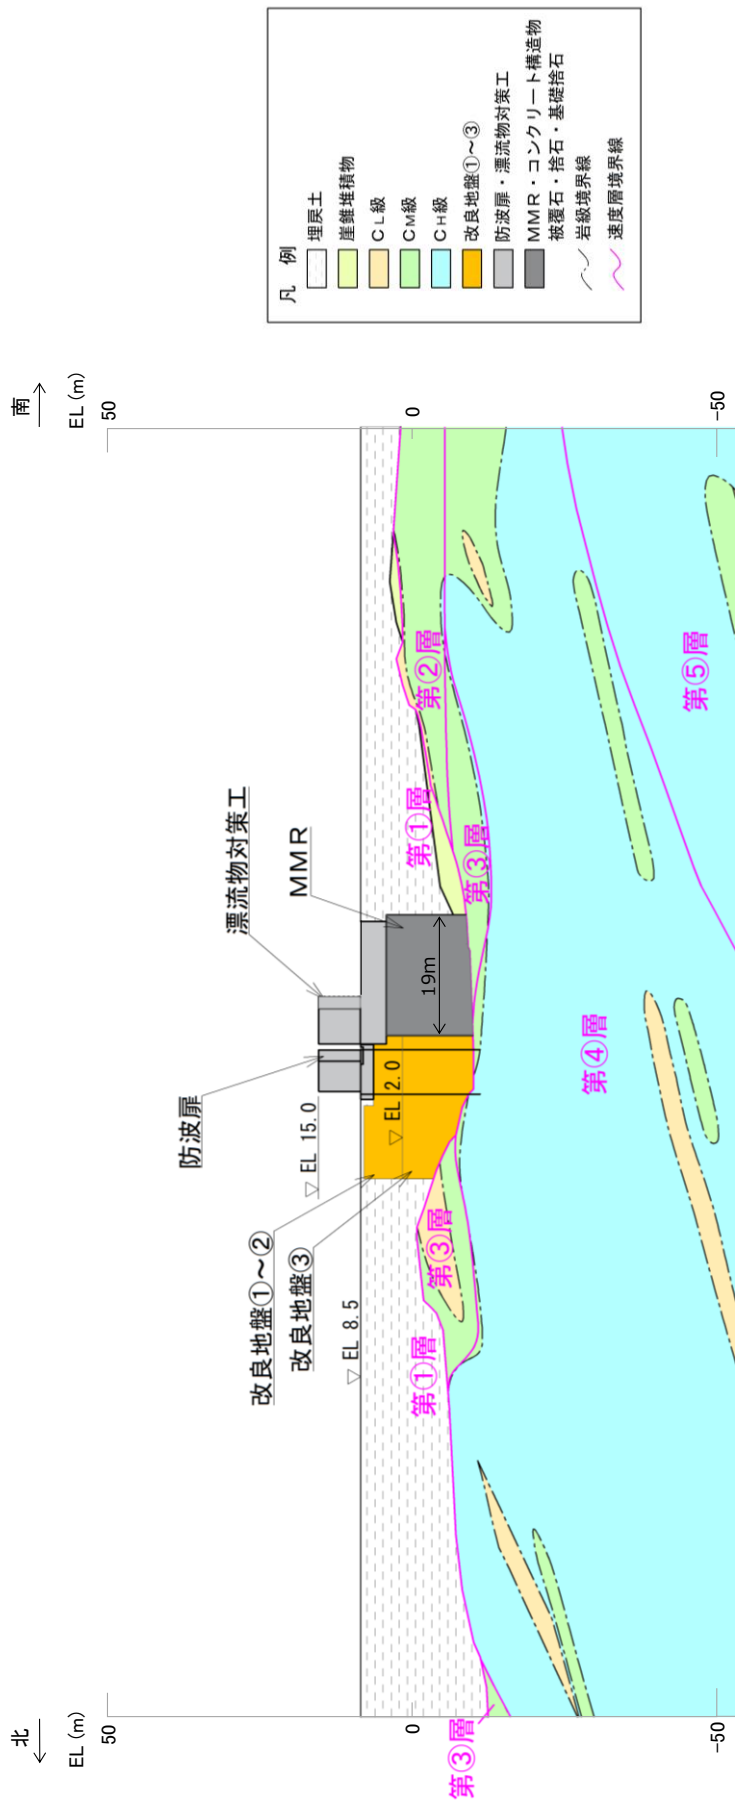 北
南
EL (m)
EL (m)
50
0
-50
50
0
-50
防波扉
漂流物対策工
MMR
改良地盤①～②
改良地盤③
▽ EL 15.0
▽ EL 8.5
▽ EL 2.0
19m
第③層
第①層
第③層
第①層
第③層
第②層
第④層
第⑤層
凡 例
埋戻土
崖錐堆積物
CL級
CM級
CH級
改良地盤①～③
防波扉・漂流物対策工
MMR・コンクリート構造物
被覆石・捨石・基礎捨石
岩級境界線
速度層境界線